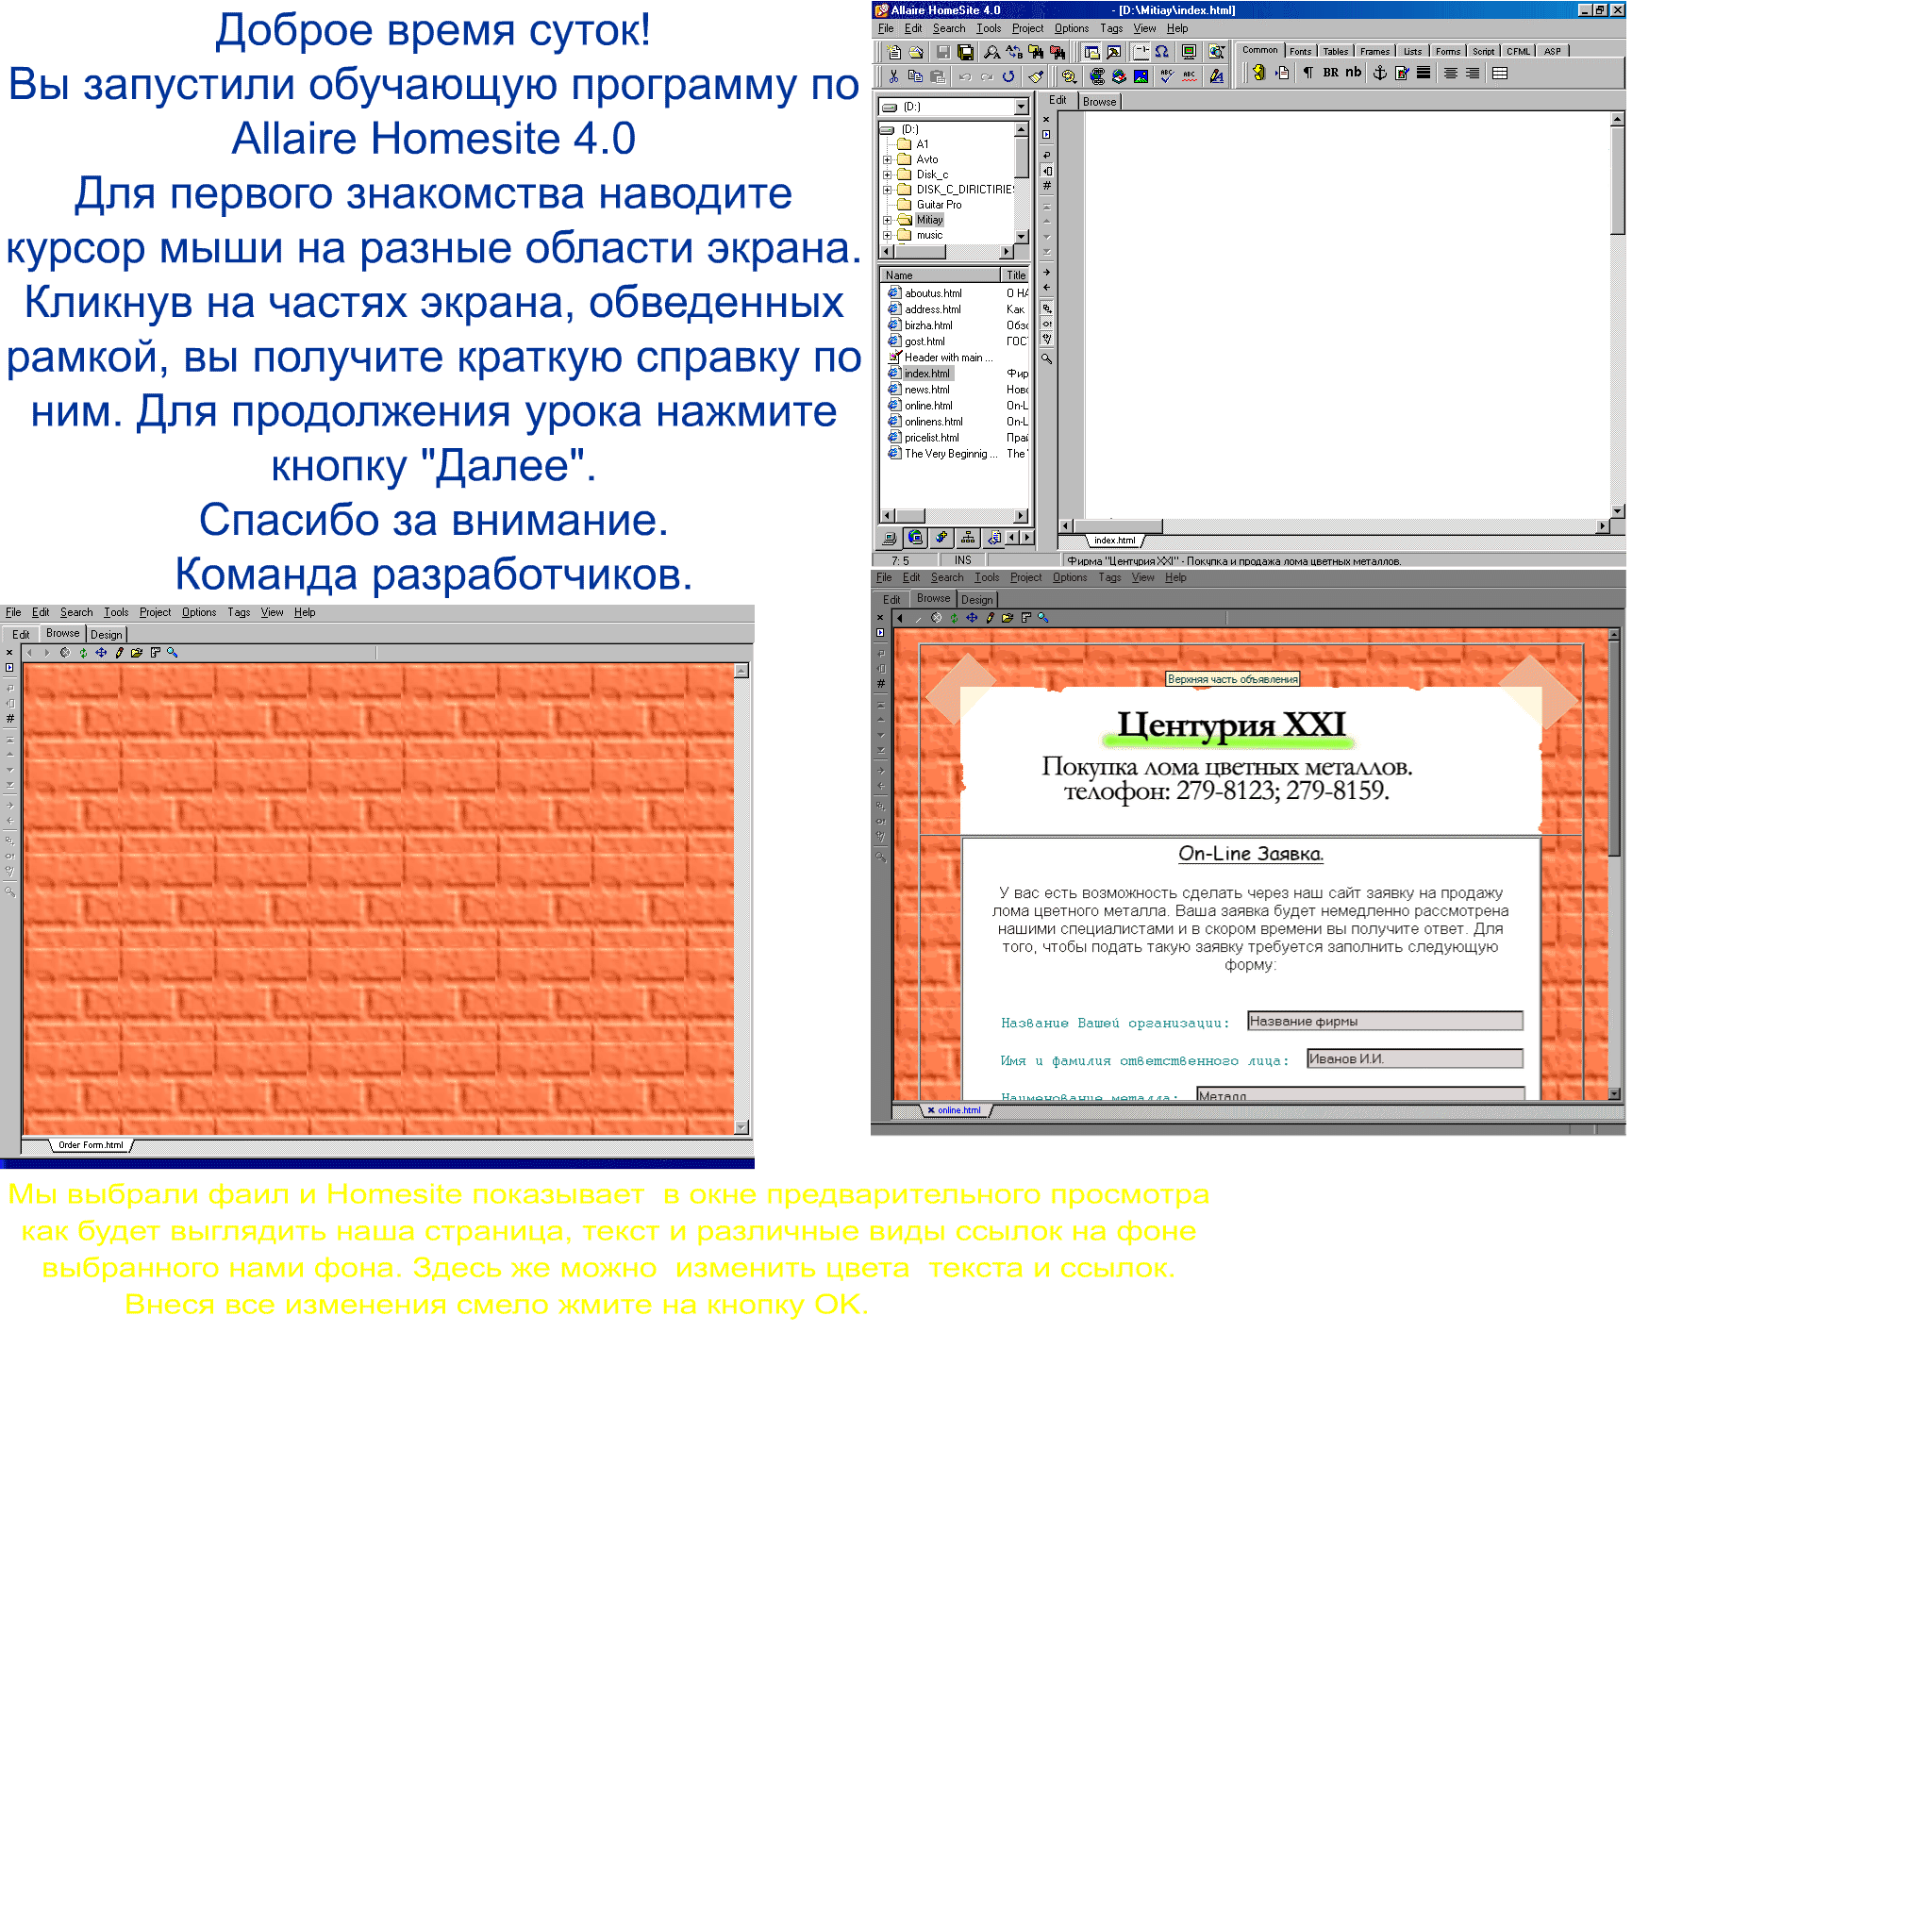 Доброе время суток!
Вы запустили обучающую программу по
Allaire Homesite 4.0
Для первого знакомства наводите
курсор мыши на разные области экрана.
Кликнув на частях экрана, обведенных
рамкой, вы получите краткую справку по
ним. Для продолжения урока нажмите
кнопку "Далее".
Спасибо за внимание.
Команда разработчиков.
Allaire HomeSite 4.0 - [D:\Mitiay\index.html]
File Edit Search Tools Project Options Tags View Help
Common Fonts Tables Frames Lists Forms Script CFML ASP
BR nb
(D:)
Edit Browse
(D:)
A1
Avto
Disk_c
DISK_C_DIRICTIRIES
Guitar Pro
Mitiay
music
Name Title
aboutus.html О НА
address.html Как
birzha.html Обзо
gost.html ГОС
Header with main ...
index.html Фир
news.html Ново
online.html On-L
onlinens.html On-L
pricelist.html Прай
The Very Beginnig ... The
index.html
7: 5 INS Фирма "Центурия XXI" - Покупка и продажа лома цветных металлов.
File Edit Search Tools Project Options Tags View Help
Edit Browse Design
Order Form.html
File Edit Search Tools Project Options Tags View Help
Edit Browse Design
Верхняя часть объявления
Центурия XXI
Покупка лома цветных металлов.
телофон: 279-8123; 279-8159.
On-Line Заявка.
У вас есть возможность сделать через наш сайт заявку на продажу
лома цветного металла. Ваша заявка будет немедленно рассмотрена
нашими специалистами и в скором времени вы получите ответ. Для
того, чтобы подать такую заявку требуется заполнить следующую
форму:
Название Вашей организации: Название фирмы
Имя и фамилия ответственного лица: Иванов И.И.
Наименование металла: Металл
online.html
Мы выбрали фаил и Homesite показывает в окне предварительного просмотра
как будет выглядить наша страница, текст и различные виды ссылок на фоне
выбранного нами фона. Здесь же можно изменить цвета текста и ссылок.
Внеся все изменения смело жмите на кнопку OK.